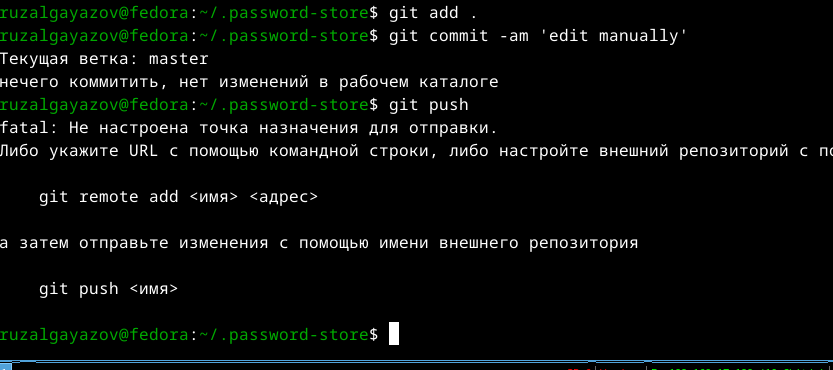 ruzalgayazov@fedora:~/.password-store$ git add .
ruzalgayazov@fedora:~/.password-store$ git commit -am 'edit manually'
Текущая ветка: master
нечего коммитить, нет изменений в рабочем каталоге
ruzalgayazov@fedora:~/.password-store$ git push
fatal: Не настроена точка назначения для отправки.
Либо укажите URL с помощью командной строки, либо настройте внешний репозиторий с
git remote add <имя> <адрес>
а затем отправьте изменения с помощью имени внешнего репозитория
git push <имя>
ruzalgayazov@fedora:~/.password-store$